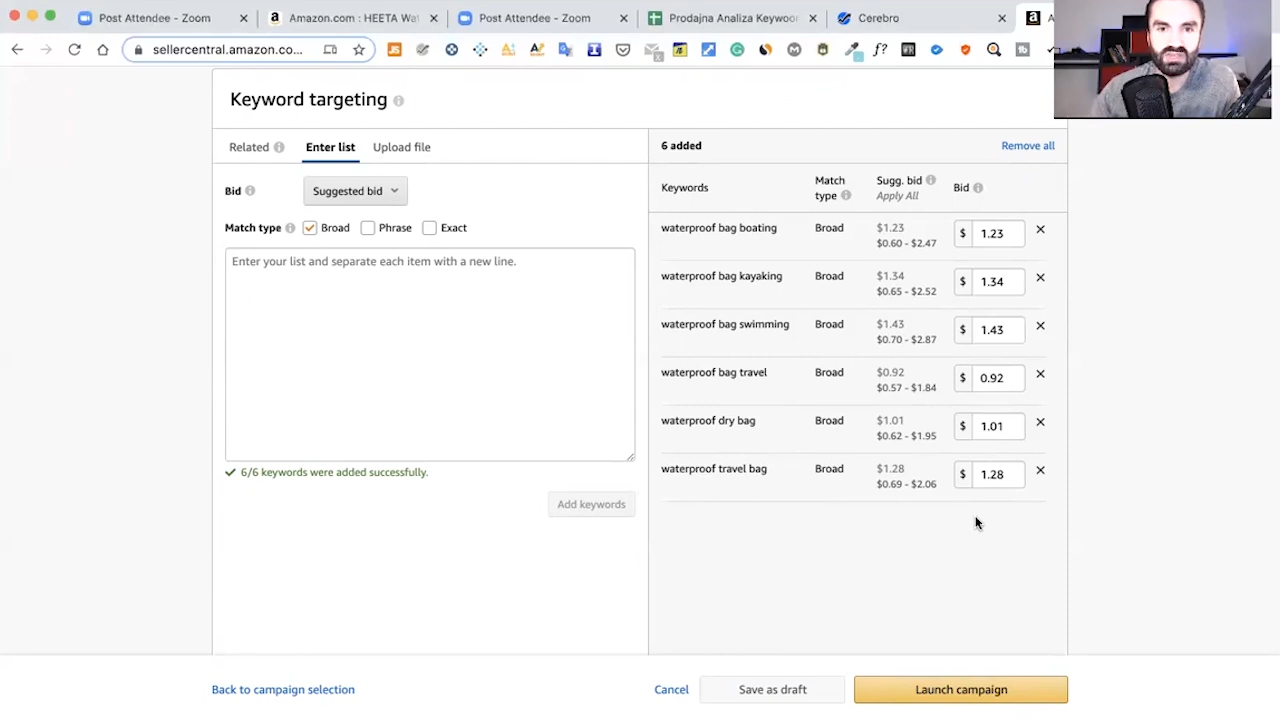 Post Attendee - Zoom
Amazon.com : HEETA Wat
Post Attendee - Zoom
Prodajna Analiza Keywoor
Cerebro
sellercentral.amazon.co...
Keyword targeting
Related
Enter list
Upload file
6 added
Remove all
Bid
Suggested bid
Keywords
Match type
Sugg. bid
Apply All
Bid
Match type
Broad
Phrase
Exact
Enter your list and separate each item with a new line.
waterproof bag boating
Broad
$1.23
$0.60 - $2.47
$ 1.23
waterproof bag kayaking
Broad
$1.34
$0.65 - $2.52
$ 1.34
waterproof bag swimming
Broad
$1.43
$0.70 - $2.87
$ 1.43
waterproof bag travel
Broad
$0.92
$0.57 - $1.84
$ 0.92
waterproof dry bag
Broad
$1.01
$0.62 - $1.95
$ 1.01
waterproof travel bag
Broad
$1.28
$0.69 - $2.06
$ 1.28
6/6 keywords were added successfully.
Add keywords
Back to campaign selection
Cancel
Save as draft
Launch campaign